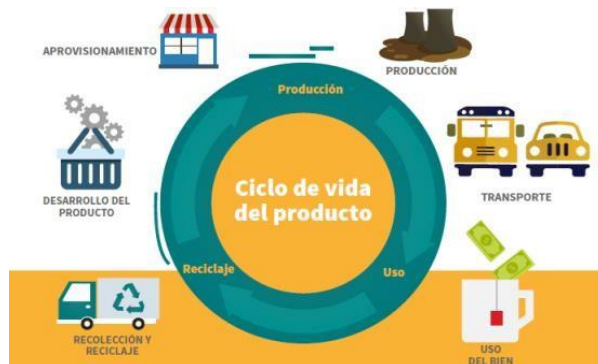 APROVISIONAMIENTO
PRODUCCIÓN
Producción
DESARROLLO DEL
PRODUCTO
Ciclo de vida
del producto
TRANSPORTE
Reciclaje
Uso
RECOLECCIÓN Y
RECICLAJE
USO
DEL BIEN